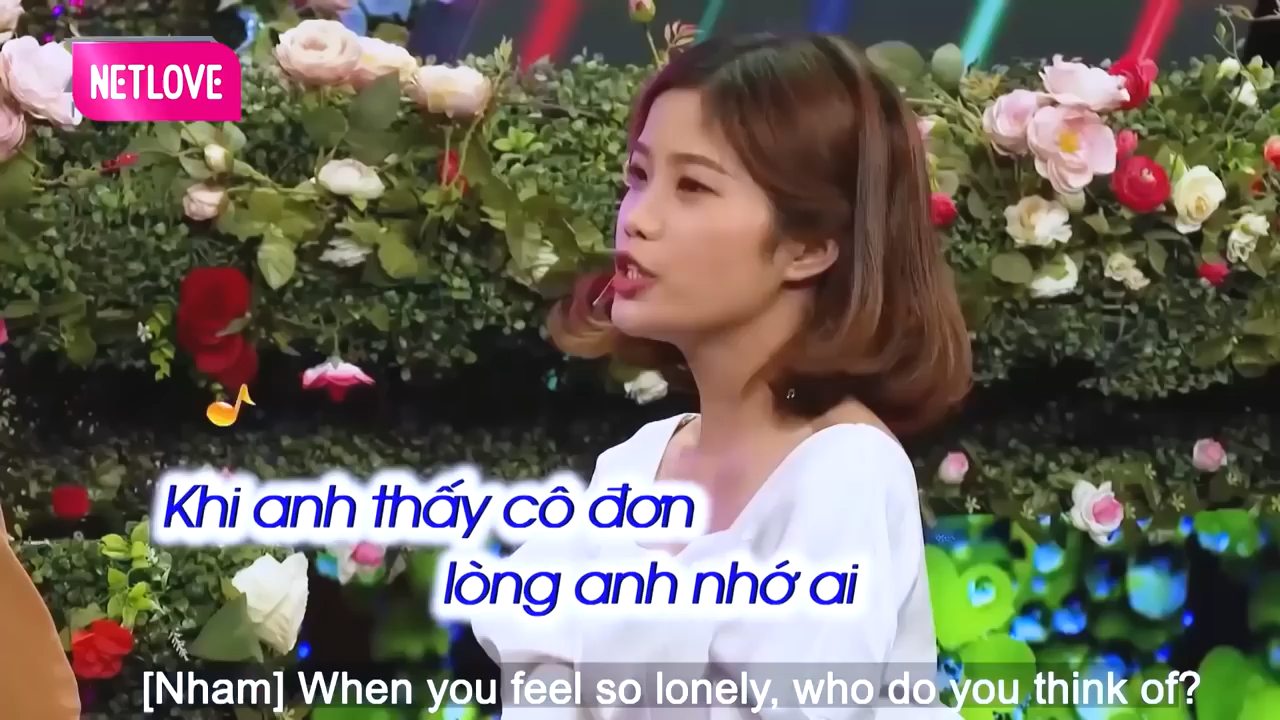 NETLOVE
Khi anh thấy cô đơn
lòng anh nhớ ai
[Nham] When you feel so lonely, who do you think of?